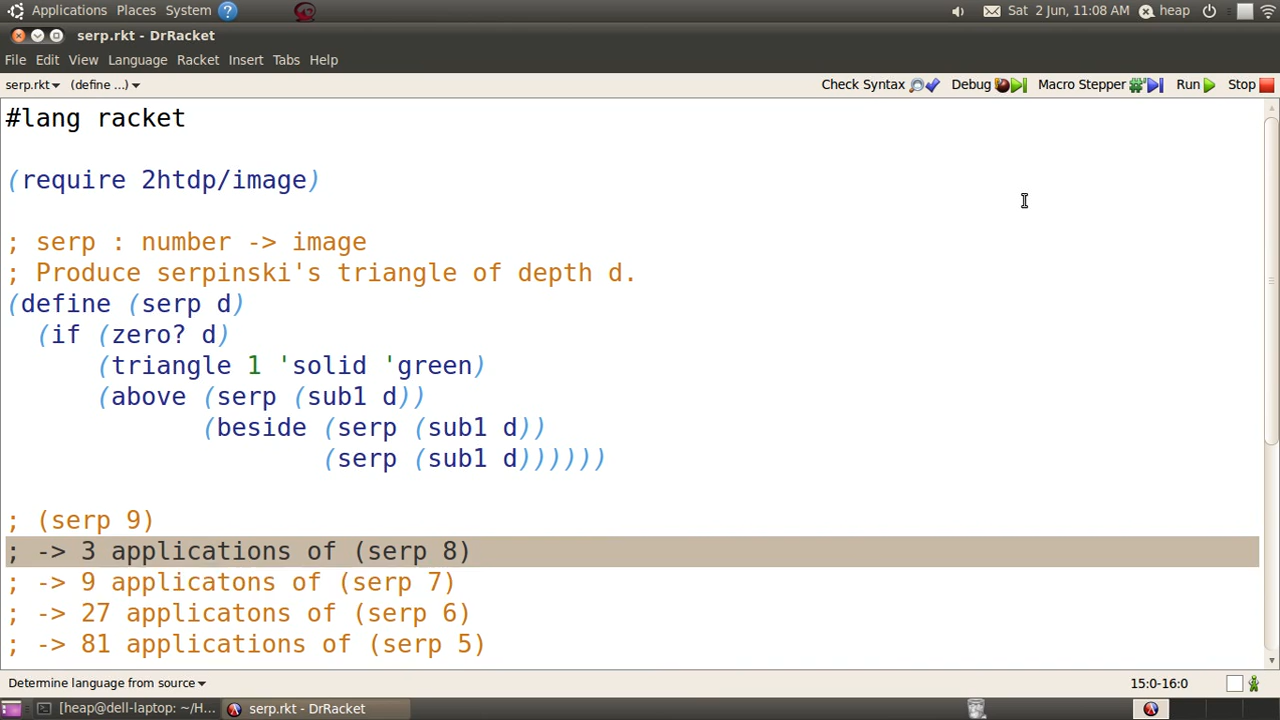 Applications Places System ?
Sat 2 Jun, 11:08 AM heap
serp.rkt - DrRacket
File Edit View Language Racket Insert Tabs Help
serp.rkt (define ...) Check Syntax Debug Macro Stepper Run Stop
#lang racket
(require 2htdp/image)
; serp : number -> image
; Produce serpinski's triangle of depth d.
(define (serp d)
(if (zero? d)
(triangle 1 'solid 'green)
(above (serp (sub1 d))
(beside (serp (sub1 d))
(serp (sub1 d))))))
; (serp 9)
; -> 3 applications of (serp 8)
; -> 9 applicatons of (serp 7)
; -> 27 applicatons of (serp 6)
; -> 81 applications of (serp 5)
Determine language from source 15:0-16:0
[heap@dell-laptop: ~/H... serp.rkt - DrRacket